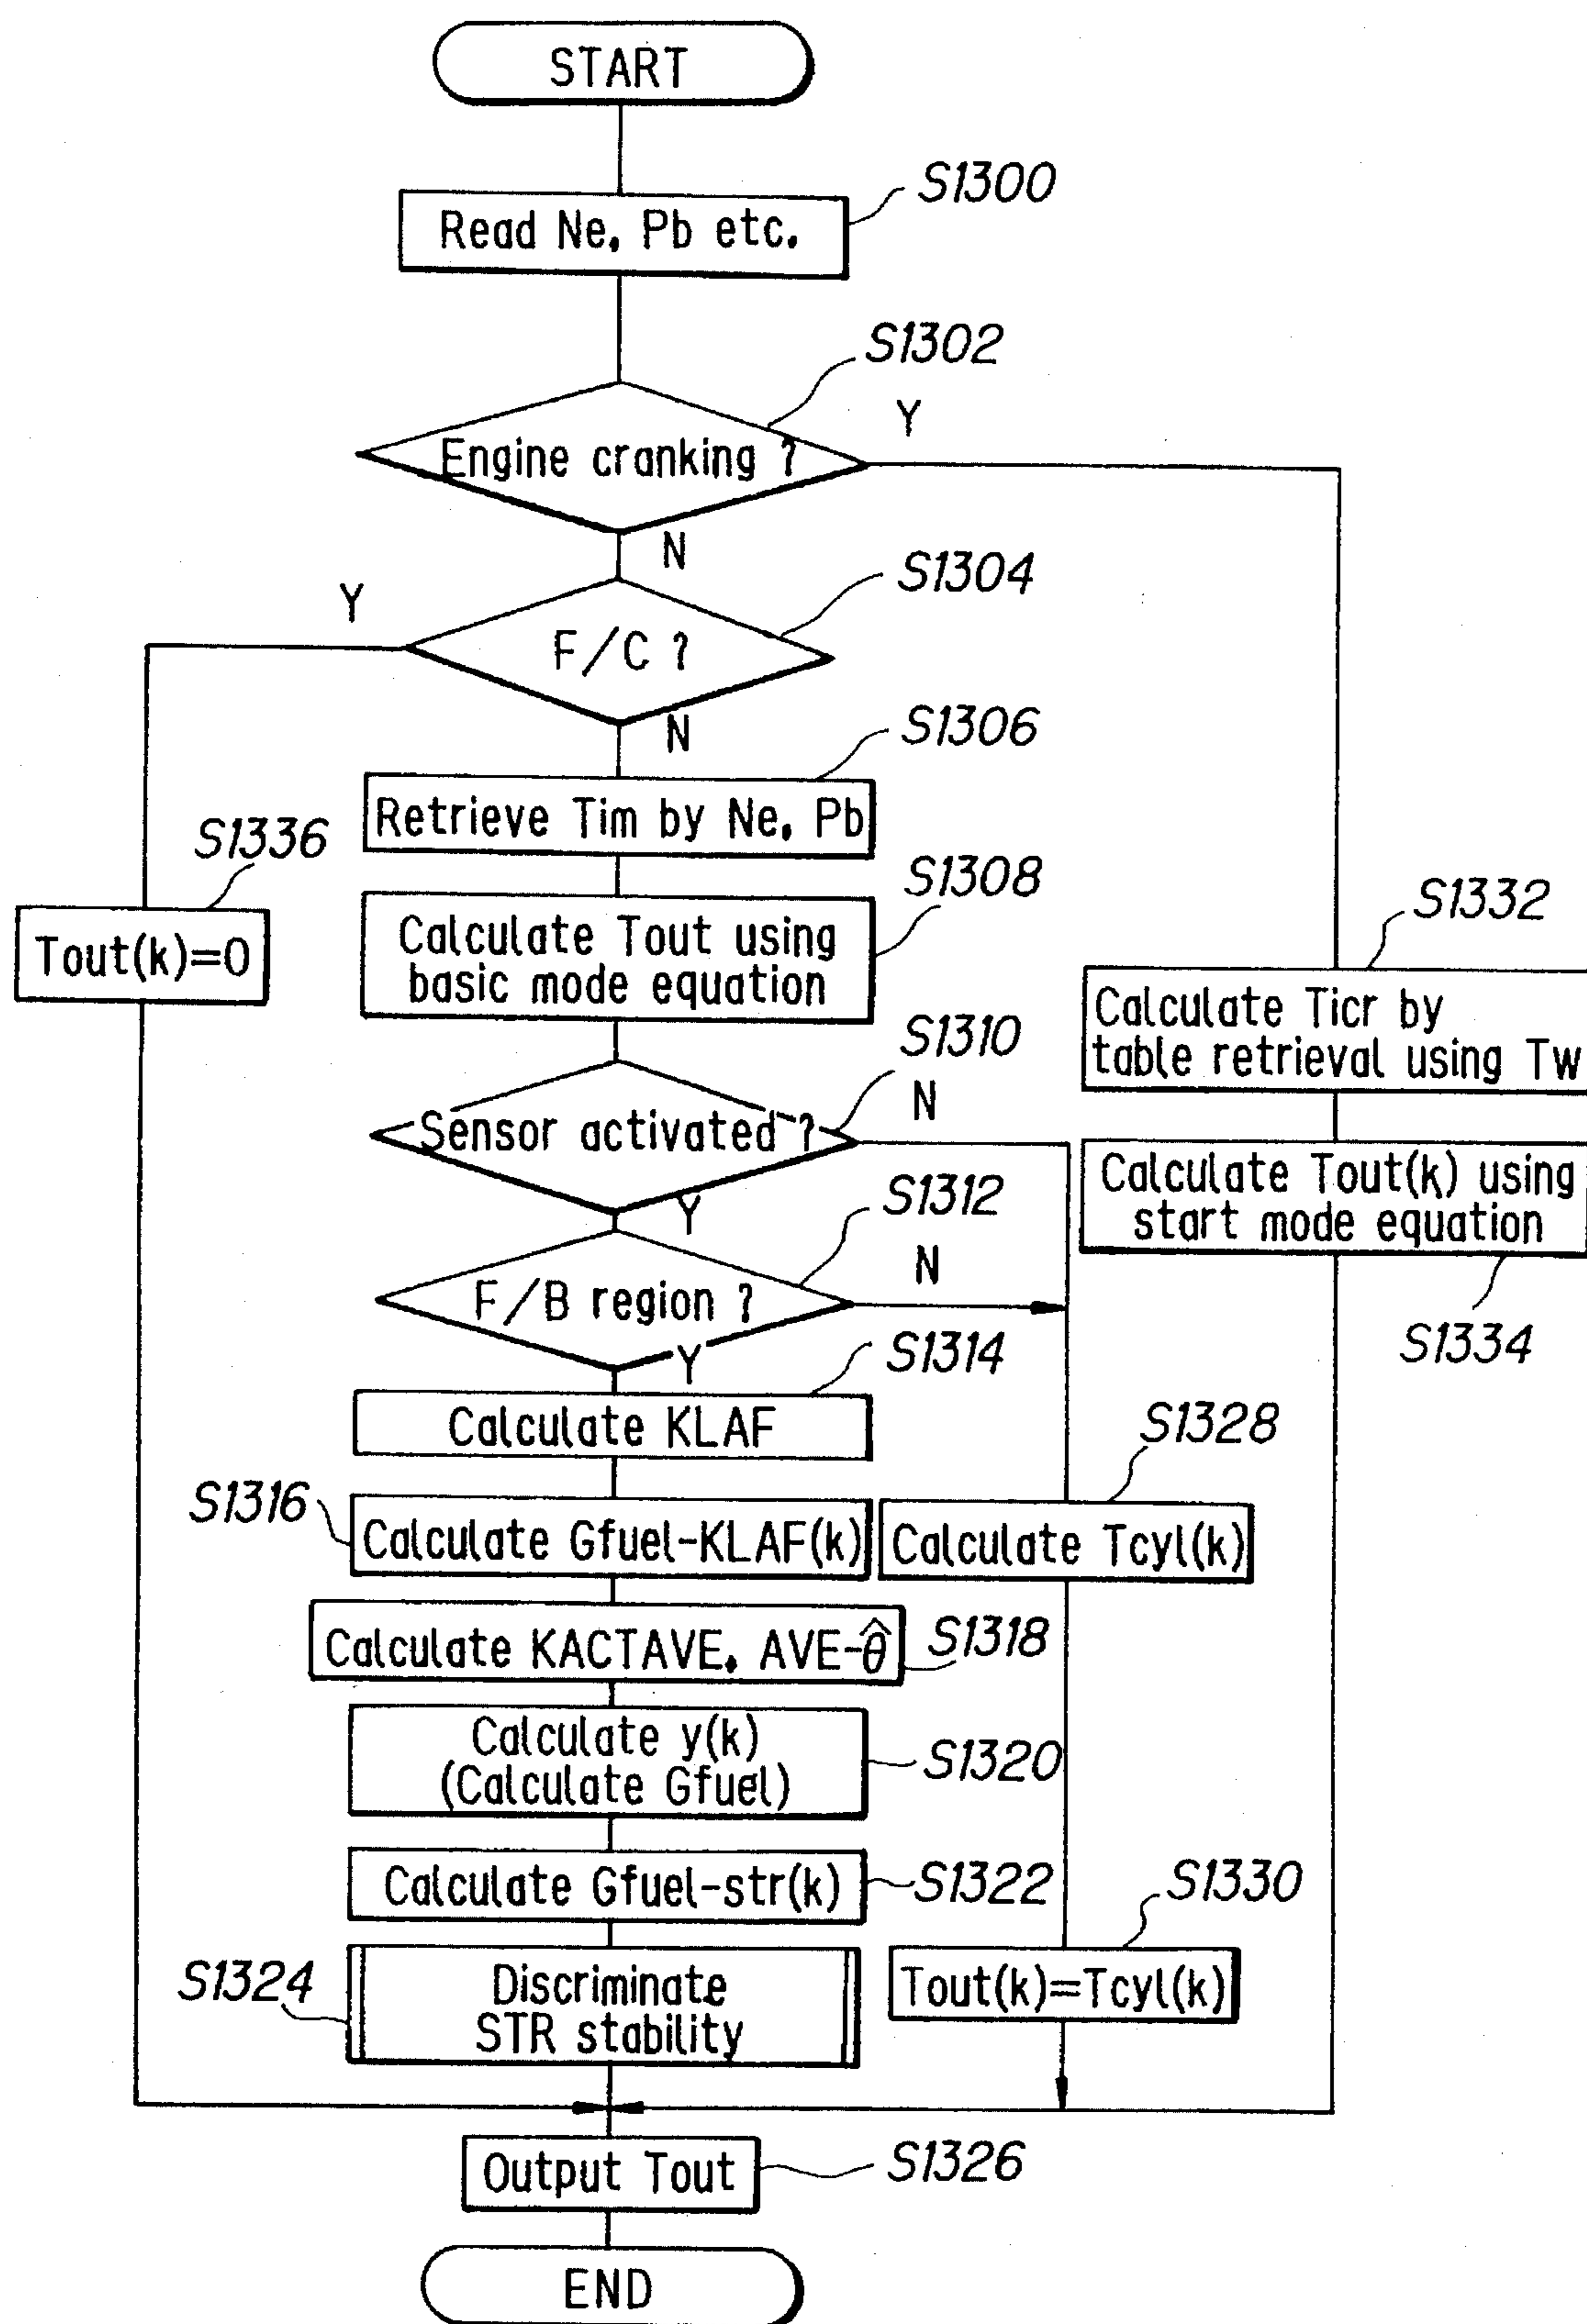 START
S1300
Read Ne, Pb etc.
S1302
Y
Engine cranking ?
N
S1304
Y
F/C ?
N
S1306
Retrieve Tim by Ne, Pb
S1336
S1308
S1332
Tout(k)=0
Calculate Tout using
basic mode equation
Calculate Ticr by
table retrieval using Tw
S1310
N
Sensor activated ?
Y
Calculate Tout(k) using
start mode equation
S1312
N
F/B region ?
S1334
Y
S1314
Calculate KLAF
S1328
S1316
Calculate Gfuel-KLAF(k)
Calculate Tcyl(k)
Calculate KACTAVE, AVE-θ̂
S1318
Calculate y(k)
(Calculate Gfuel)
S1320
Calculate Gfuel-str(k)
S1322
S1330
S1324
Discriminate
STR stability
Tout(k)=Tcyl(k)
Output Tout
S1326
END